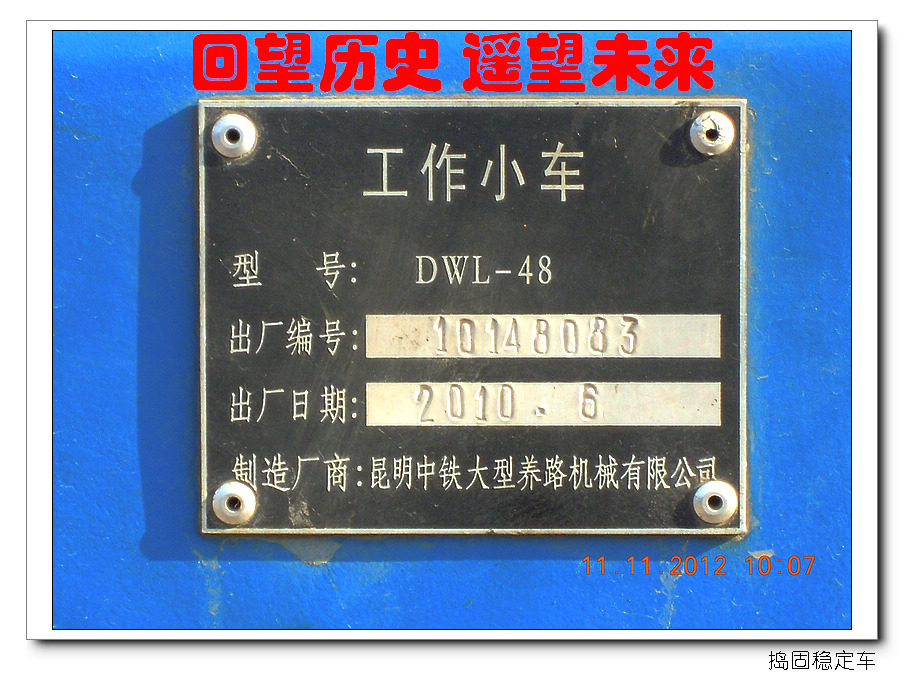 回望历史 遥望未来
工作小车
型 号: DWL-48
出厂编号: 10148083
出厂日期: 2010.6
制造厂商:昆明中铁大型养路机械有限公司
11.11.2012 10:07
捣固稳定车